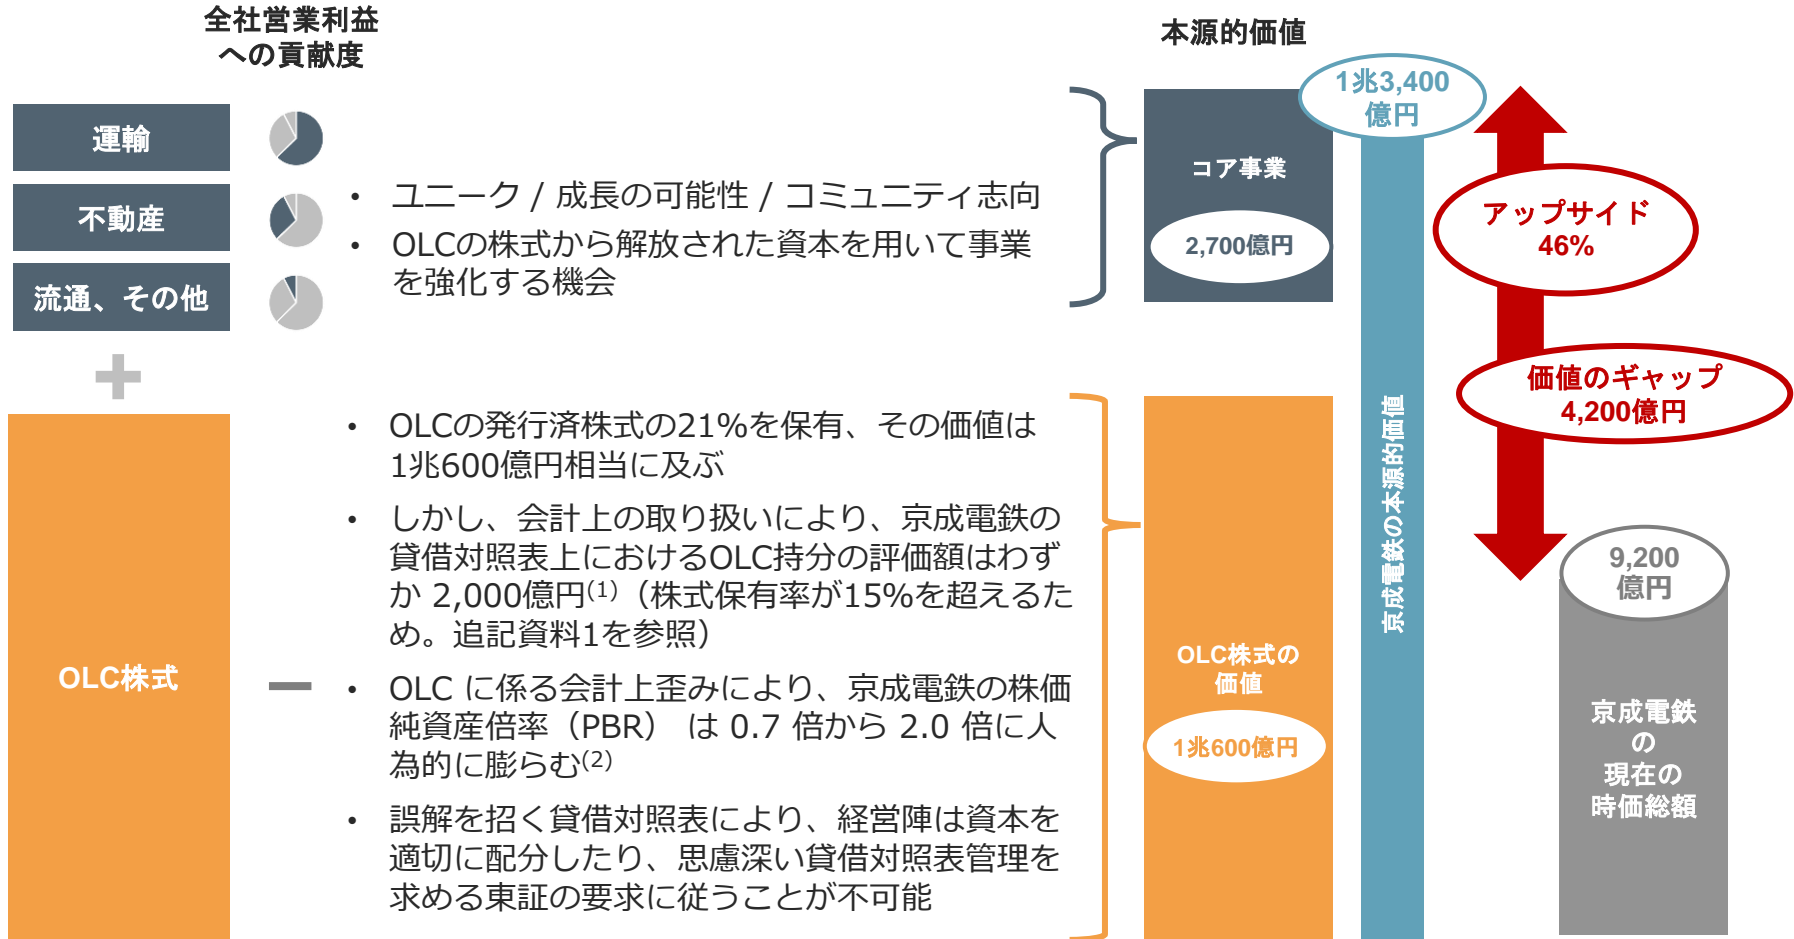 全社営業利益
への貢献度
本源的価値
運輸
不動産
流通、その他
• ユニーク / 成長の可能性 / コミュニティ志向
• OLCの株式から解放された資本を用いて事業
を強化する機会
コア事業
2,700億円
1兆3,400
億円
アップサイド
46%
価値のギャップ
4,200億円
OLC株式
• OLCの発行済株式の21%を保有、その価値は
1兆600億円相当に及ぶ
• しかし、会計上の取り扱いにより、京成電鉄の
貸借対照表上におけるOLC持分の評価額はわず
か 2,000億円(1)（株式保有率が15%を超えるた
め。追記資料1を参照）
• OLC に係る会計上歪みにより、京成電鉄の株価
純資産倍率（PBR） は 0.7 倍から 2.0 倍に人
為的に膨らむ(2)
• 誤解を招く貸借対照表により、経営陣は資本を
適切に配分したり、思慮深い貸借対照表管理を
求める東証の要求に従うことが不可能
OLC株式の
価値
1兆600億円
京成電鉄の本源的価値
9,200
億円
京成電鉄
の
現在の
時価総額